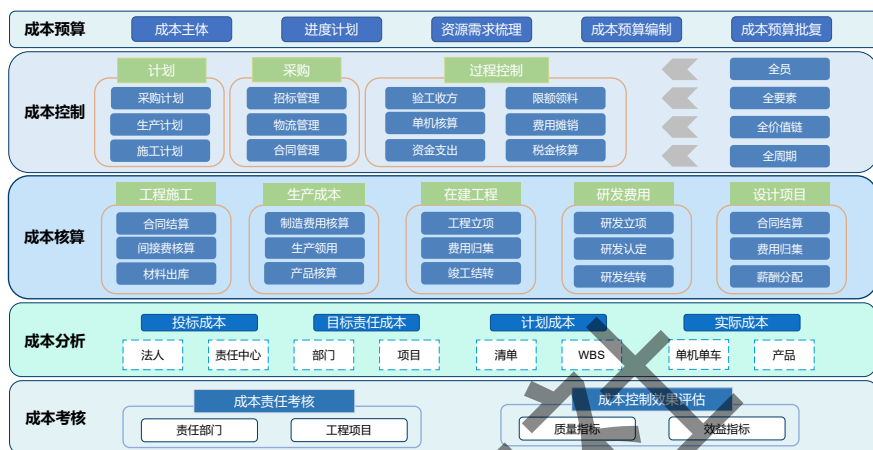 成本预算
成本主体
进度计划
资源需求梳理
成本预算编制
成本预算批复
成本控制
计划
采购计划
生产计划
施工计划
采购
招标管理
物流管理
合同管理
过程控制
验工收方
限额领料
单机核算
费用摊销
资金支出
税金核算
全员
全要素
全价值链
全周期
成本核算
工程施工
合同结算
间接费核算
材料出库
生产成本
制造费用核算
生产领用
产品核算
在建工程
工程立项
费用归集
竣工结转
研发费用
研发立项
研发认定
研发结转
设计项目
合同结算
费用归集
薪酬分配
成本分析
投标成本
目标责任成本
计划成本
实际成本
法人
责任中心
部门
项目
清单
WBS
单机单车
产品
成本考核
成本责任考核
责任部门
工程项目
成本控制效果评估
质量指标
效益指标